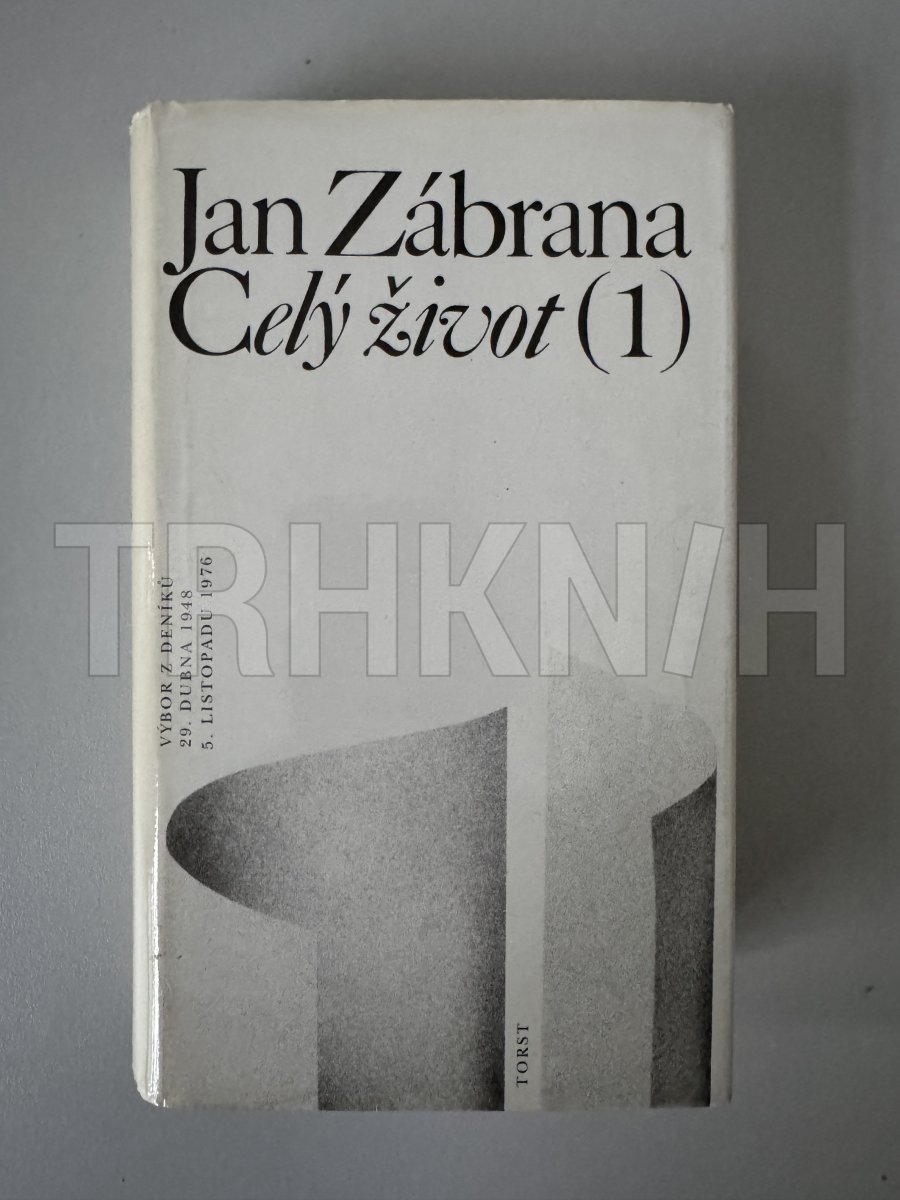 Jan Zábrana
Celý život (1)
TRHKNIH
VÝBOR Z DENÍKŮ
29. DUBNA 1948
5. LISTOPADU 1976
TORST